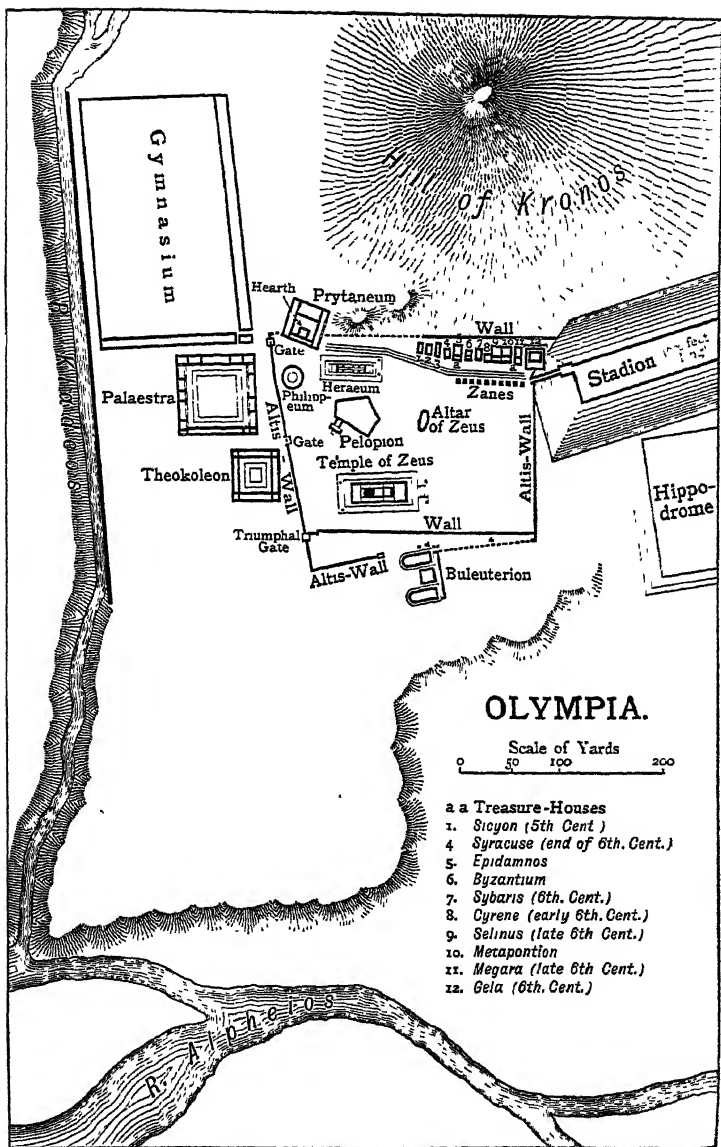 Gymnasium
Hill of Kronos
Hearth
Prytaneum
Wall
Gate
Stadion
Palaestra
Philipp-
eum
Heraeum
Zanes
Altar
of Zeus
Altis
Wall
Gate
Pelopion
Altis-Wall
Hippo-
drome
Theokoleon
Temple of Zeus
Wall
Triumphal
Gate
Altis-Wall
Buleuterion
OLYMPIA.
Scale of Yards
0 50 100 200
a a Treasure-Houses
1. Sicyon (5th Cent)
4 Syracuse (end of 6th. Cent.)
5. Epidamnos
6. Byzantium
7. Sybaris (6th. Cent.)
8. Cyrene (early 6th. Cent.)
9. Selinus (late 6th Cent.)
10. Metapontion
11. Megara (late 6th Cent.)
12. Gela (6th. Cent.)
R. Alpheios